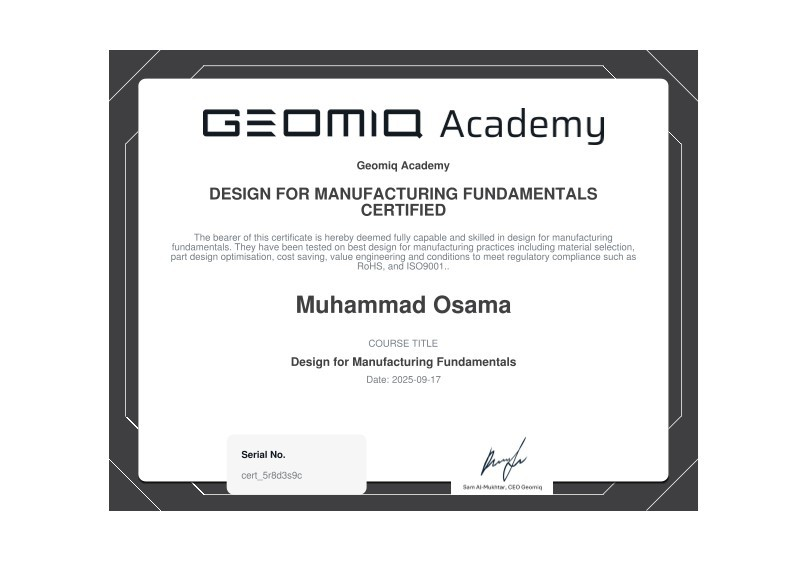 GEOMIQ Academy
Geomiq Academy
DESIGN FOR MANUFACTURING FUNDAMENTALS
CERTIFIED
The bearer of this certificate is hereby deemed fully capable and skilled in design for manufacturing
fundamentals. They have been tested on best design for manufacturing practices including material selection,
part design optimisation, cost saving, value engineering and conditions to meet regulatory compliance such as
RoHS, and ISO9001..
Muhammad Osama
COURSE TITLE
Design for Manufacturing Fundamentals
Date: 2025-09-17
Serial No.
cert_5r8d3s9c
Sam Al-Mukhtar, CEO Geomiq